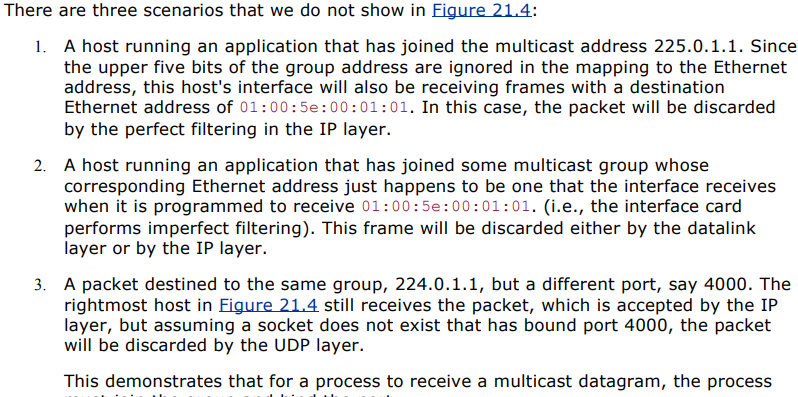 There are three scenarios that we do not show in Figure 21.4:
1. A host running an application that has joined the multicast address 225.0.1.1. Since
the upper five bits of the group address are ignored in the mapping to the Ethernet
address, this host's interface will also be receiving frames with a destination
Ethernet address of 01:00:5e:00:01:01. In this case, the packet will be discarded
by the perfect filtering in the IP layer.
2. A host running an application that has joined some multicast group whose
corresponding Ethernet address just happens to be one that the interface receives
when it is programmed to receive 01:00:5e:00:01:01. (i.e., the interface card
performs imperfect filtering). This frame will be discarded either by the datalink
layer or by the IP layer.
3. A packet destined to the same group, 224.0.1.1, but a different port, say 4000. The
rightmost host in Figure 21.4 still receives the packet, which is accepted by the IP
layer, but assuming a socket does not exist that has bound port 4000, the packet
will be discarded by the UDP layer.
This demonstrates that for a process to receive a multicast datagram, the process